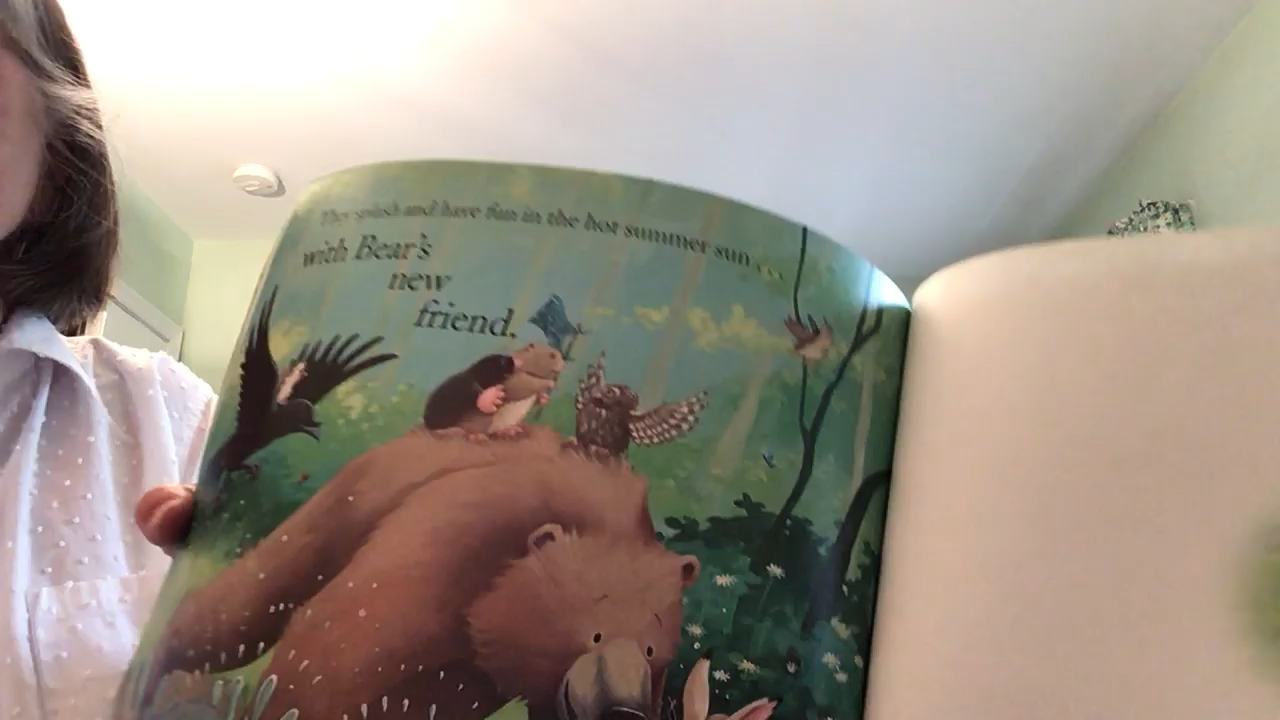 They splash and have fun in the hot summer sun . . .
with Bear's
new
friend.